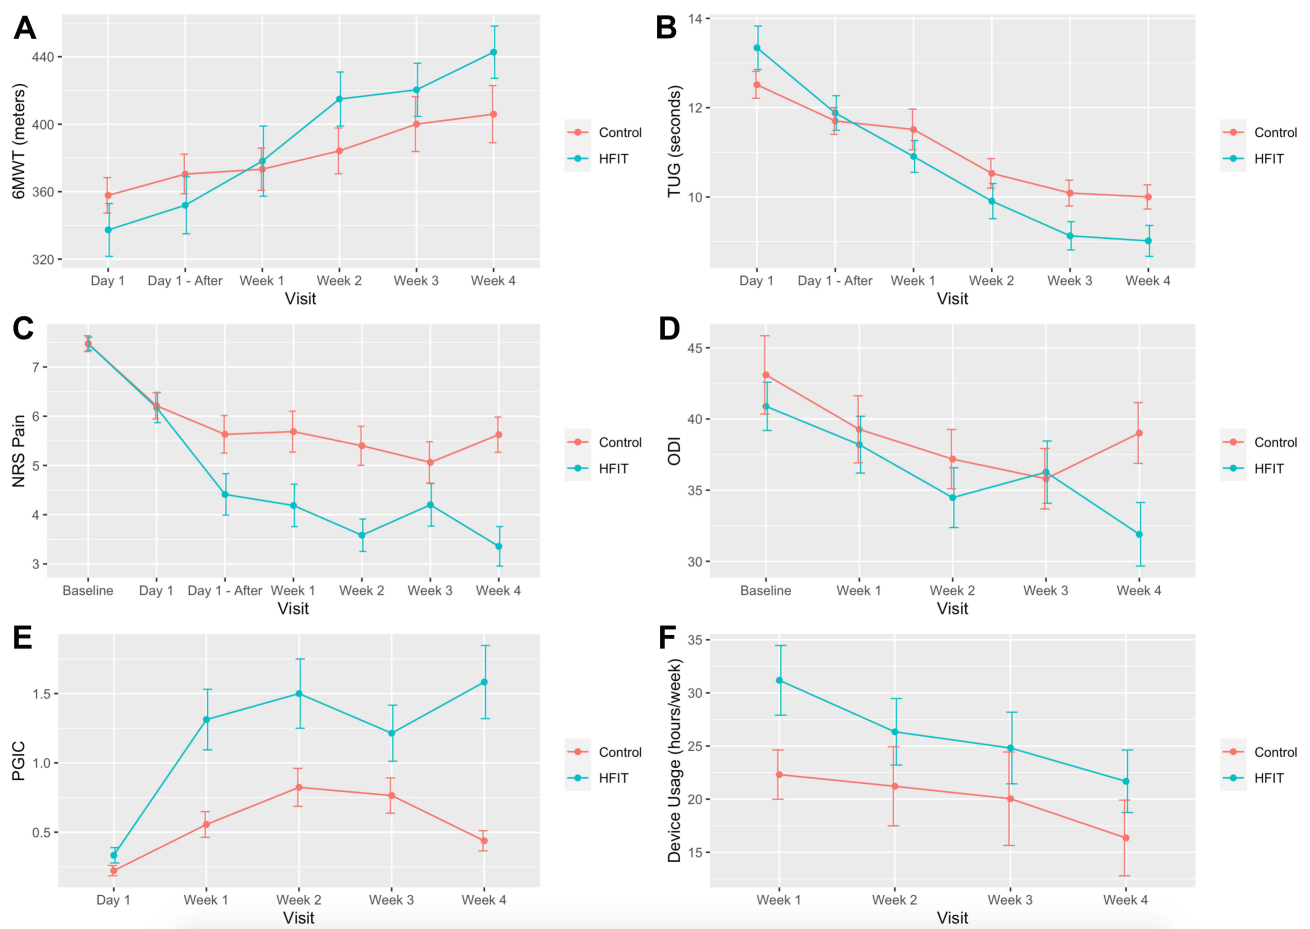 A
6MWT (meters)
440
400
360
320
Day 1
Day 1 - After
Week 1
Week 2
Week 3
Week 4
Visit
Control
HFIT
B
TUG (seconds)
14
12
10
Day 1
Day 1 - After
Week 1
Week 2
Week 3
Week 4
Visit
Control
HFIT
C
NRS Pain
7
6
5
4
3
Baseline
Day 1
Day 1 - After
Week 1
Week 2
Week 3
Week 4
Visit
Control
HFIT
D
ODI
45
40
35
30
Baseline
Week 1
Week 2
Week 3
Week 4
Visit
Control
HFIT
E
PGIC
1.5
1.0
0.5
Day 1
Week 1
Week 2
Week 3
Week 4
Visit
Control
HFIT
F
Device Usage (hours/week)
35
30
25
20
15
Week 1
Week 2
Week 3
Week 4
Visit
Control
HFIT